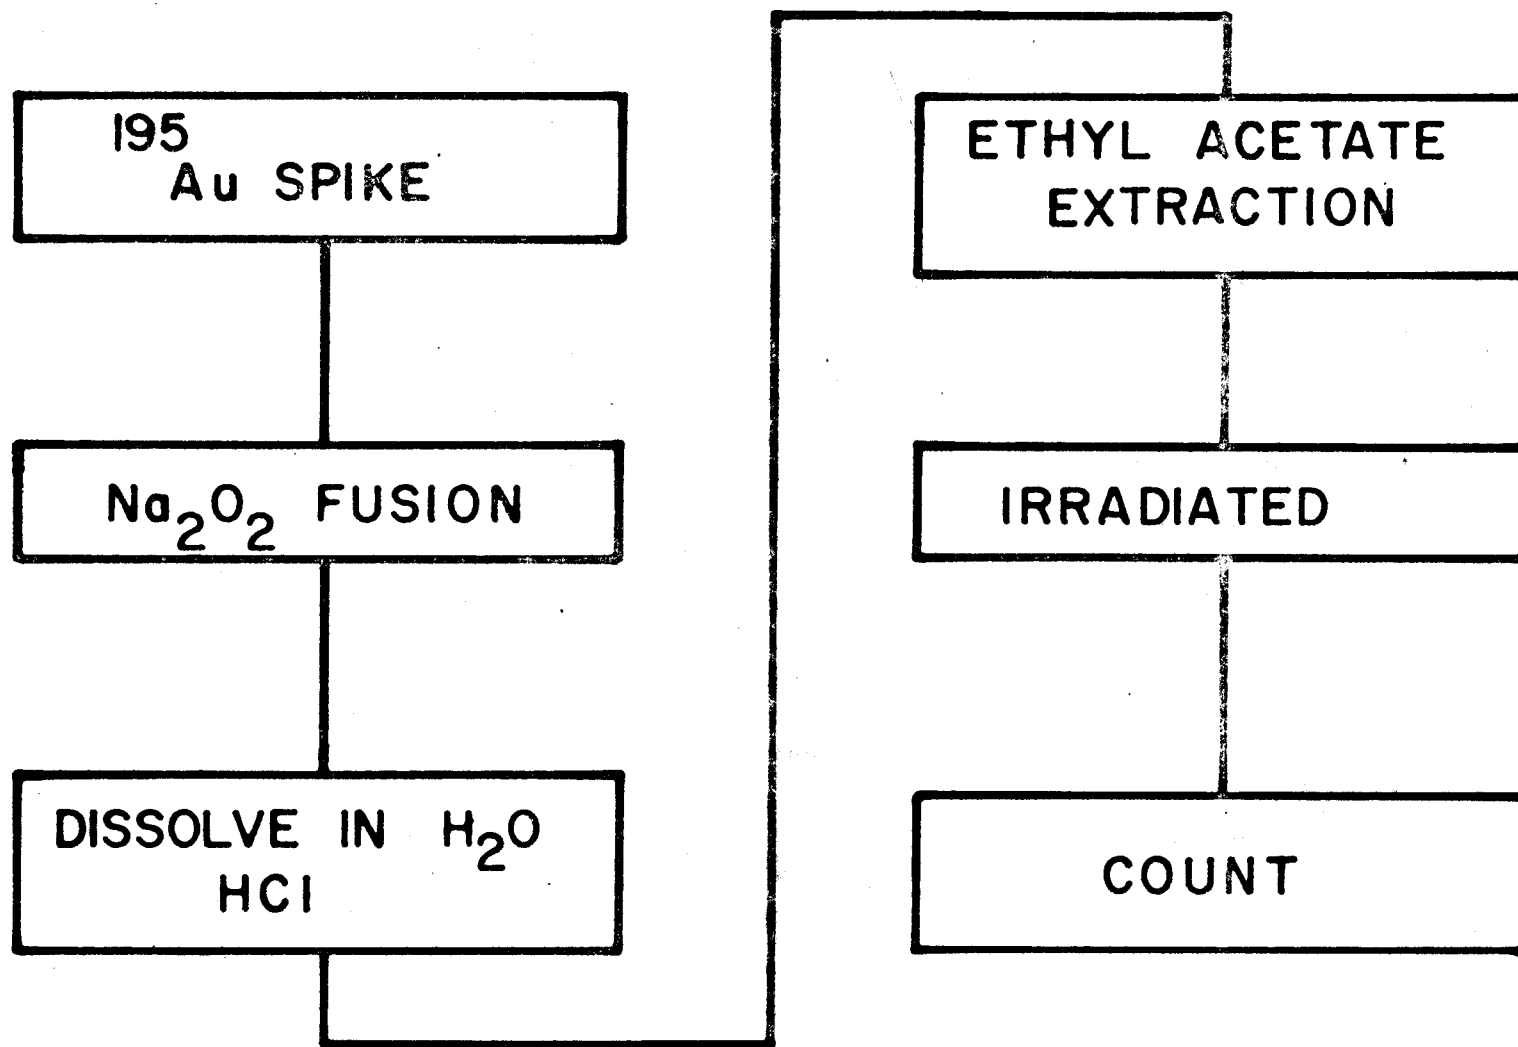 195
Au SPIKE
Na₂O₂ FUSION
DISSOLVE IN H₂O
HCl
ETHYL ACETATE
EXTRACTION
IRRADIATED
COUNT